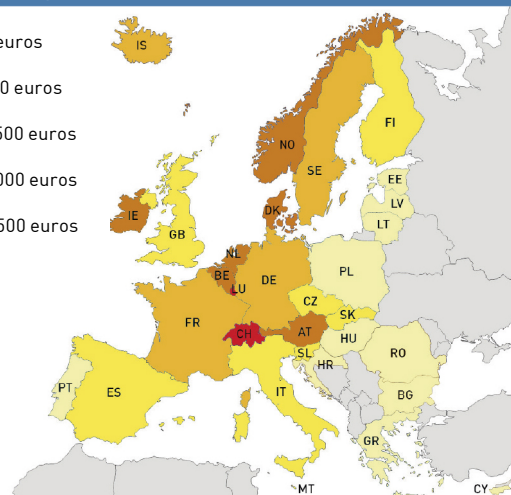 euros
0 euros
500 euros
000 euros
500 euros
IS
FI
NO
SE
EE
LV
LT
IE
DK
GB
NL
BE
LU
DE
PL
CZ
SK
FR
CH
AT
HU
SL
HR
RO
BG
PT
ES
IT
GR
MT
CY